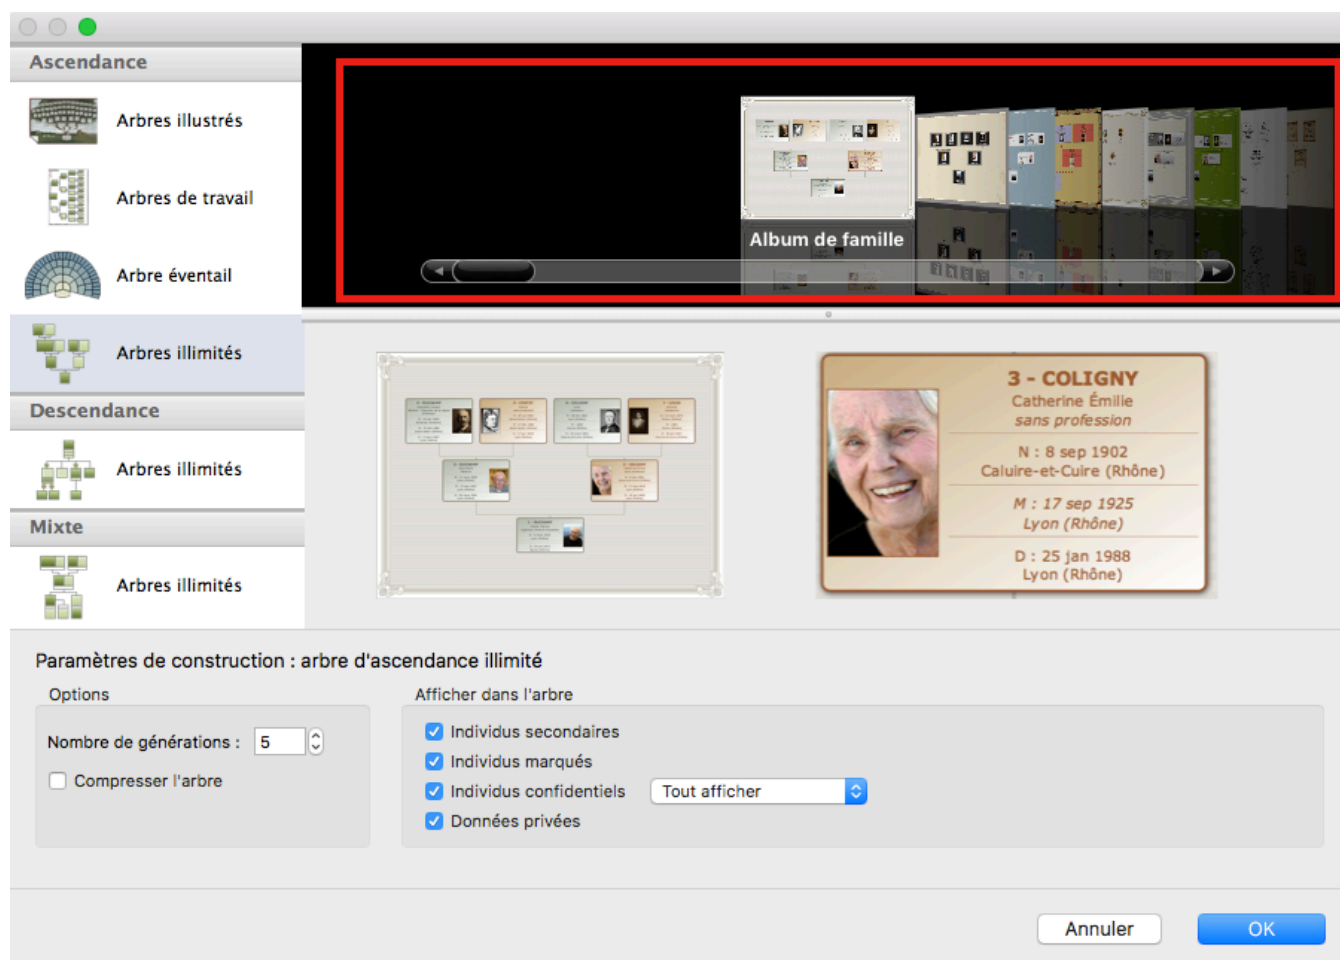 Ascendance
Arbres illustrés
Arbres de travail
Arbre éventail
Arbres illimités
Descendance
Arbres illimités
Mixte
Arbres illimités
Album de famille
3 - COLIGNY
Catherine Émilie
sans profession
N : 8 sep 1902
Caluire-et-Cuire (Rhône)
M : 17 sep 1925
Lyon (Rhône)
D : 25 jan 1988
Lyon (Rhône)
Paramètres de construction : arbre d'ascendance illimité
Options
Nombre de générations : 5
Compresser l'arbre
Afficher dans l'arbre
Individus secondaires
Individus marqués
Individus confidentiels Tout afficher
Données privées
Annuler OK